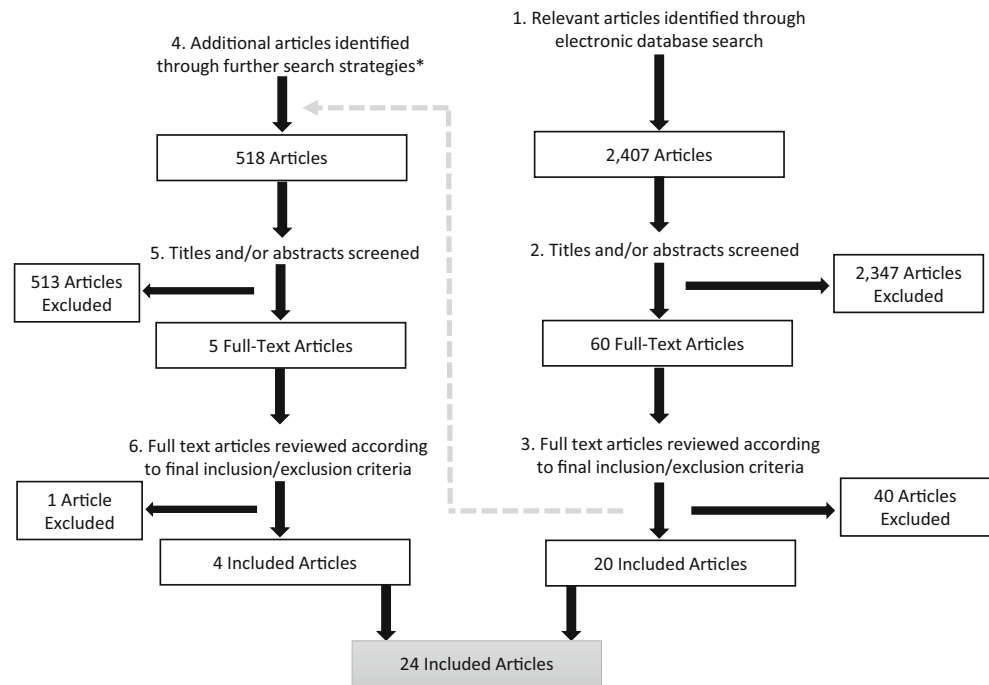 1. Relevant articles identified through
electronic database search
2,407 Articles
2. Titles and/or abstracts screened
2,347 Articles
Excluded
60 Full-Text Articles
3. Full text articles reviewed according
to final inclusion/exclusion criteria
40 Articles
Excluded
20 Included Articles
4. Additional articles identified
through further search strategies*
518 Articles
5. Titles and/or abstracts screened
513 Articles
Excluded
5 Full-Text Articles
6. Full text articles reviewed according
to final inclusion/exclusion criteria
1 Article
Excluded
4 Included Articles
24 Included Articles